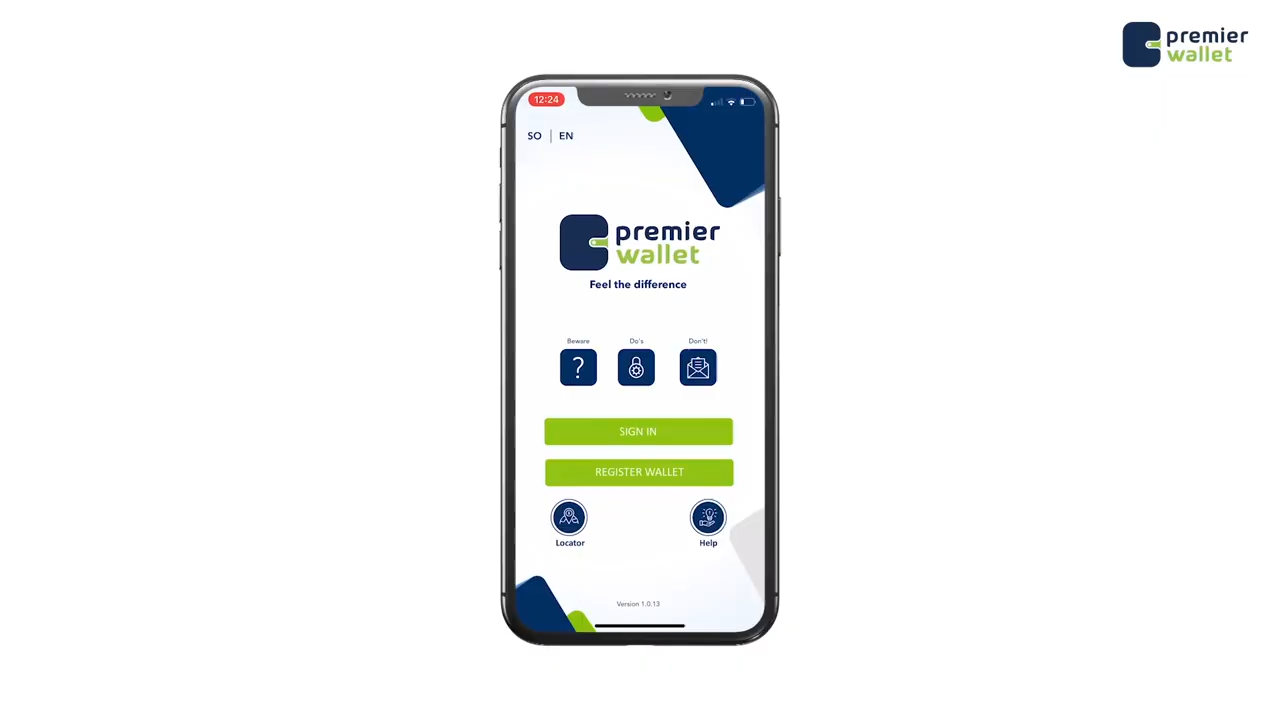 premier
wallet
12:24
SO | EN
premier
wallet
Feel the difference
Beware
Do's
Don't!
?
SIGN IN
REGISTER WALLET
Locator
Help
Version 1.0.13